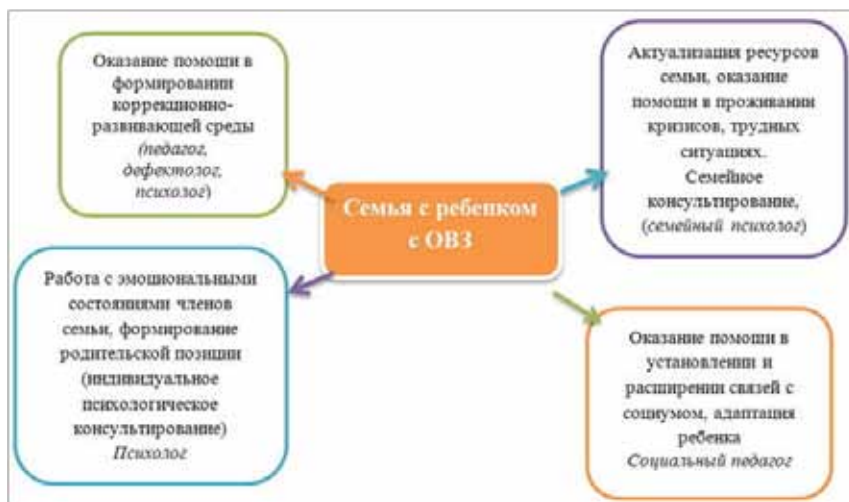 Оказание помощи в
формировании
коррекционно-
развивающей среды
(педагог,
дефектолог,
психолог)
Актуализация ресурсов
семьи, оказание
помощи в проживании
кризисов, трудных
ситуациях.
Семейное
консультирование,
(семейный психолог)
Семья с ребенком
с ОВЗ
Работа с эмоциональными
состояниями членов
семьи, формирование
родительской позиции
(индивидуальное
психологическое
консультирование)
Психолог
Оказание помощи в
установлении и
расширении связей с
социумом, адаптация
ребенка
Социальный педагог